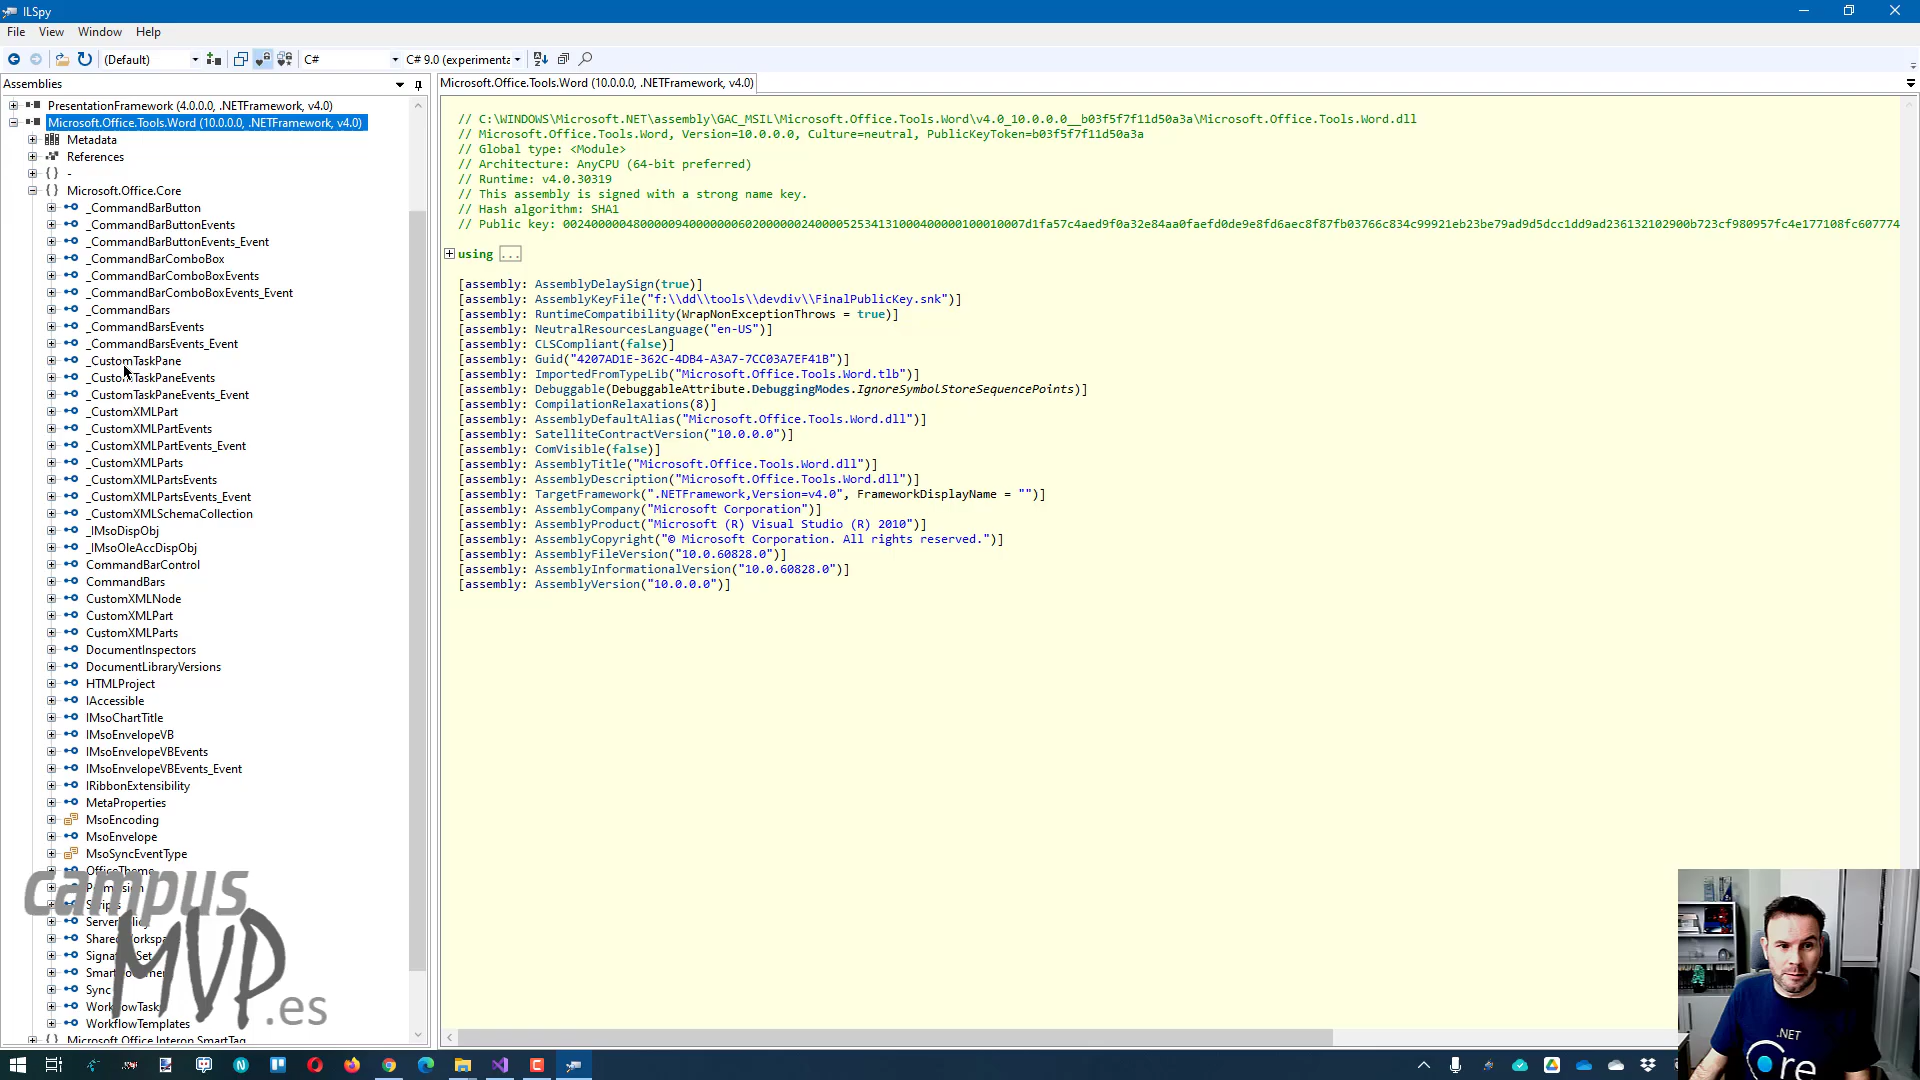 ILSpy
File View Window Help
(Default) C# C# 9.0 (experimenta
Assemblies
PresentationFramework (4.0.0.0, .NETFramework, v4.0)
Microsoft.Office.Tools.Word (10.0.0.0, .NETFramework, v4.0)
Metadata
References
{ } -
{ } Microsoft.Office.Core
_CommandBarButton
_CommandBarButtonEvents
_CommandBarButtonEvents_Event
_CommandBarComboBox
_CommandBarComboBoxEvents
_CommandBarComboBoxEvents_Event
_CommandBars
_CommandBarsEvents
_CommandBarsEvents_Event
_CustomTaskPane
_CustomTaskPaneEvents
_CustomTaskPaneEvents_Event
_CustomXMLPart
_CustomXMLPartEvents
_CustomXMLPartEvents_Event
_CustomXMLParts
_CustomXMLPartsEvents
_CustomXMLPartsEvents_Event
_CustomXMLSchemaCollection
_IMsoDispObj
_IMsoOleAccDispObj
CommandBarControl
CommandBars
CustomXMLNode
CustomXMLPart
CustomXMLParts
DocumentInspectors
DocumentLibraryVersions
HTMLProject
IAccessible
IMsoChartTitle
IMsoEnvelopeVB
IMsoEnvelopeVBEvents
IMsoEnvelopeVBEvents_Event
IRibbonExtensibility
MetaProperties
MsoEncoding
MsoEnvelope
MsoSyncEventType
OfficeTheme
Sync
WorkflowTemplates
{ } Microsoft.Office.Interop.SmartTag
campus
MVP.es
Microsoft.Office.Tools.Word (10.0.0.0, .NETFramework, v4.0)
// C:\WINDOWS\Microsoft.NET\assembly\GAC_MSIL\Microsoft.Office.Tools.Word\v4.0_10.0.0.0__b03f5f7f11d50a3a\Microsoft.Office.Tools.Word.dll
// Microsoft.Office.Tools.Word, Version=10.0.0.0, Culture=neutral, PublicKeyToken=b03f5f7f11d50a3a
// Global type: <Module>
// Architecture: AnyCPU (64-bit preferred)
// Runtime: v4.0.30319
// This assembly is signed with a strong name key.
// Hash algorithm: SHA1
// Public key: 
using ...
[assembly: AssemblyDelaySign(true)]
[assembly: AssemblyKeyFile("f:\\dd\\tools\\devdiv\\FinalPublicKey.snk")]
[assembly: RuntimeCompatibility(WrapNonExceptionThrows = true)]
[assembly: NeutralResourcesLanguage("en-US")]
[assembly: CLSCompliant(false)]
[assembly: Guid("4207AD1E-362C-4DB4-A3A7-7CC03A7EF41B")]
[assembly: ImportedFromTypeLib("Microsoft.Office.Tools.Word.tlb")]
[assembly: Debuggable(DebuggableAttribute.DebuggingModes.IgnoreSymbolStoreSequencePoints)]
[assembly: CompilationRelaxations(8)]
[assembly: AssemblyDefaultAlias("Microsoft.Office.Tools.Word.dll")]
[assembly: SatelliteContractVersion("10.0.0.0")]
[assembly: ComVisible(false)]
[assembly: AssemblyTitle("Microsoft.Office.Tools.Word.dll")]
[assembly: AssemblyDescription("Microsoft.Office.Tools.Word.dll")]
[assembly: TargetFramework(".NETFramework,Version=v4.0", FrameworkDisplayName = "")]
[assembly: AssemblyCompany("Microsoft Corporation")]
[assembly: AssemblyProduct("Microsoft (R) Visual Studio (R) 2010")]
[assembly: AssemblyCopyright("© Microsoft Corporation. All rights reserved.")]
[assembly: AssemblyFileVersion("10.0.60828.0")]
[assembly: AssemblyInformationalVersion("10.0.60828.0")]
[assembly: AssemblyVersion("10.0.0.0")]
.NET
Core